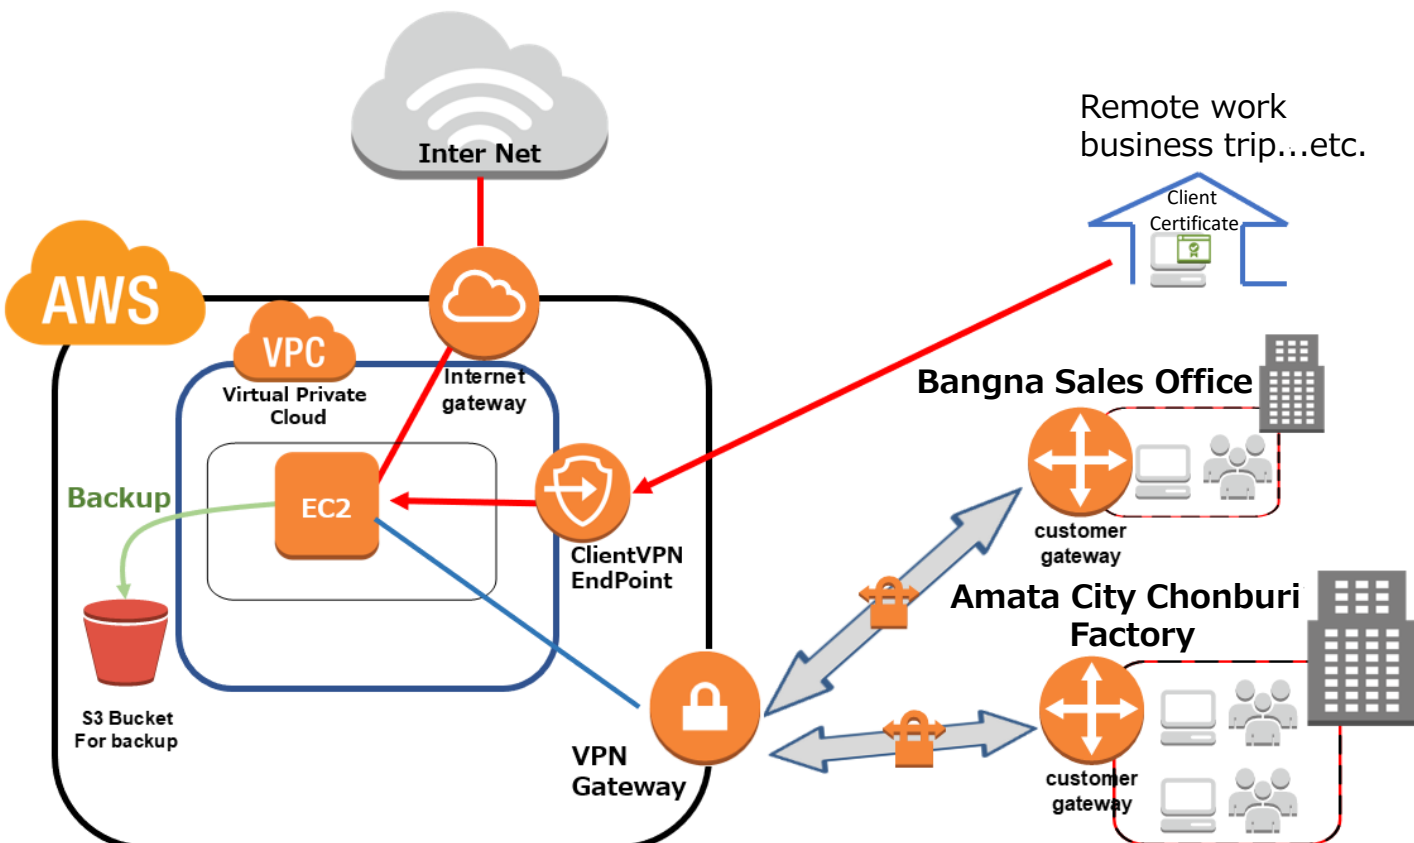 Inter Net
Remote work
business trip...etc.
Client
Certificate
AWS
VPC
Virtual Private
Cloud
Internet
gateway
Bangna Sales Office
Backup
EC2
customer
gateway
ClientVPN
EndPoint
Amata City Chonburi
Factory
S3 Bucket
For backup
VPN
Gateway
customer
gateway